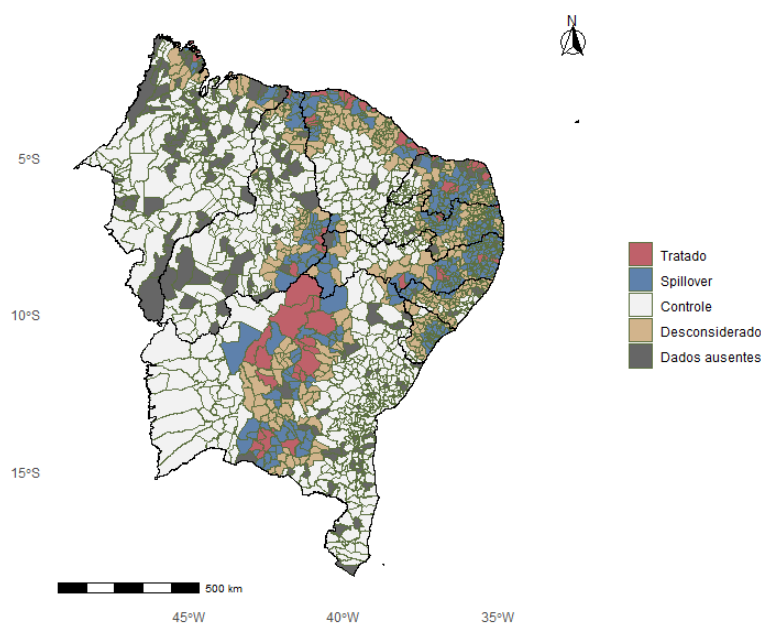 N
5°S
10°S
15°S
Tratado
Spillover
Controle
Desconsiderado
Dados ausentes
500 km
45°W
40°W
35°W